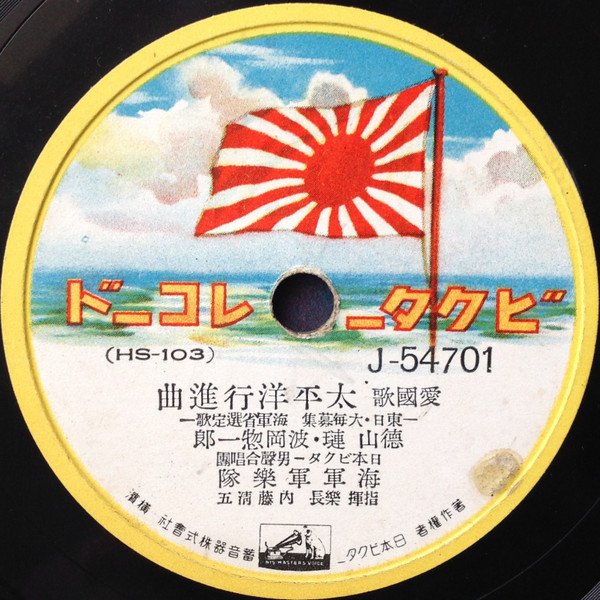 ビクターレコード
(HS-103) J-54701
愛國歌 太平洋行進曲
―東日・大每募集 海軍省選定歌―
德山 璉・波岡惣一郎
日本ビクター男聲合唱團
海軍軍樂隊
指揮 樂長 内藤淸五
著作權者 日本ビクター蓄音器株式會社 橫濱
HIS MASTERS VOICE